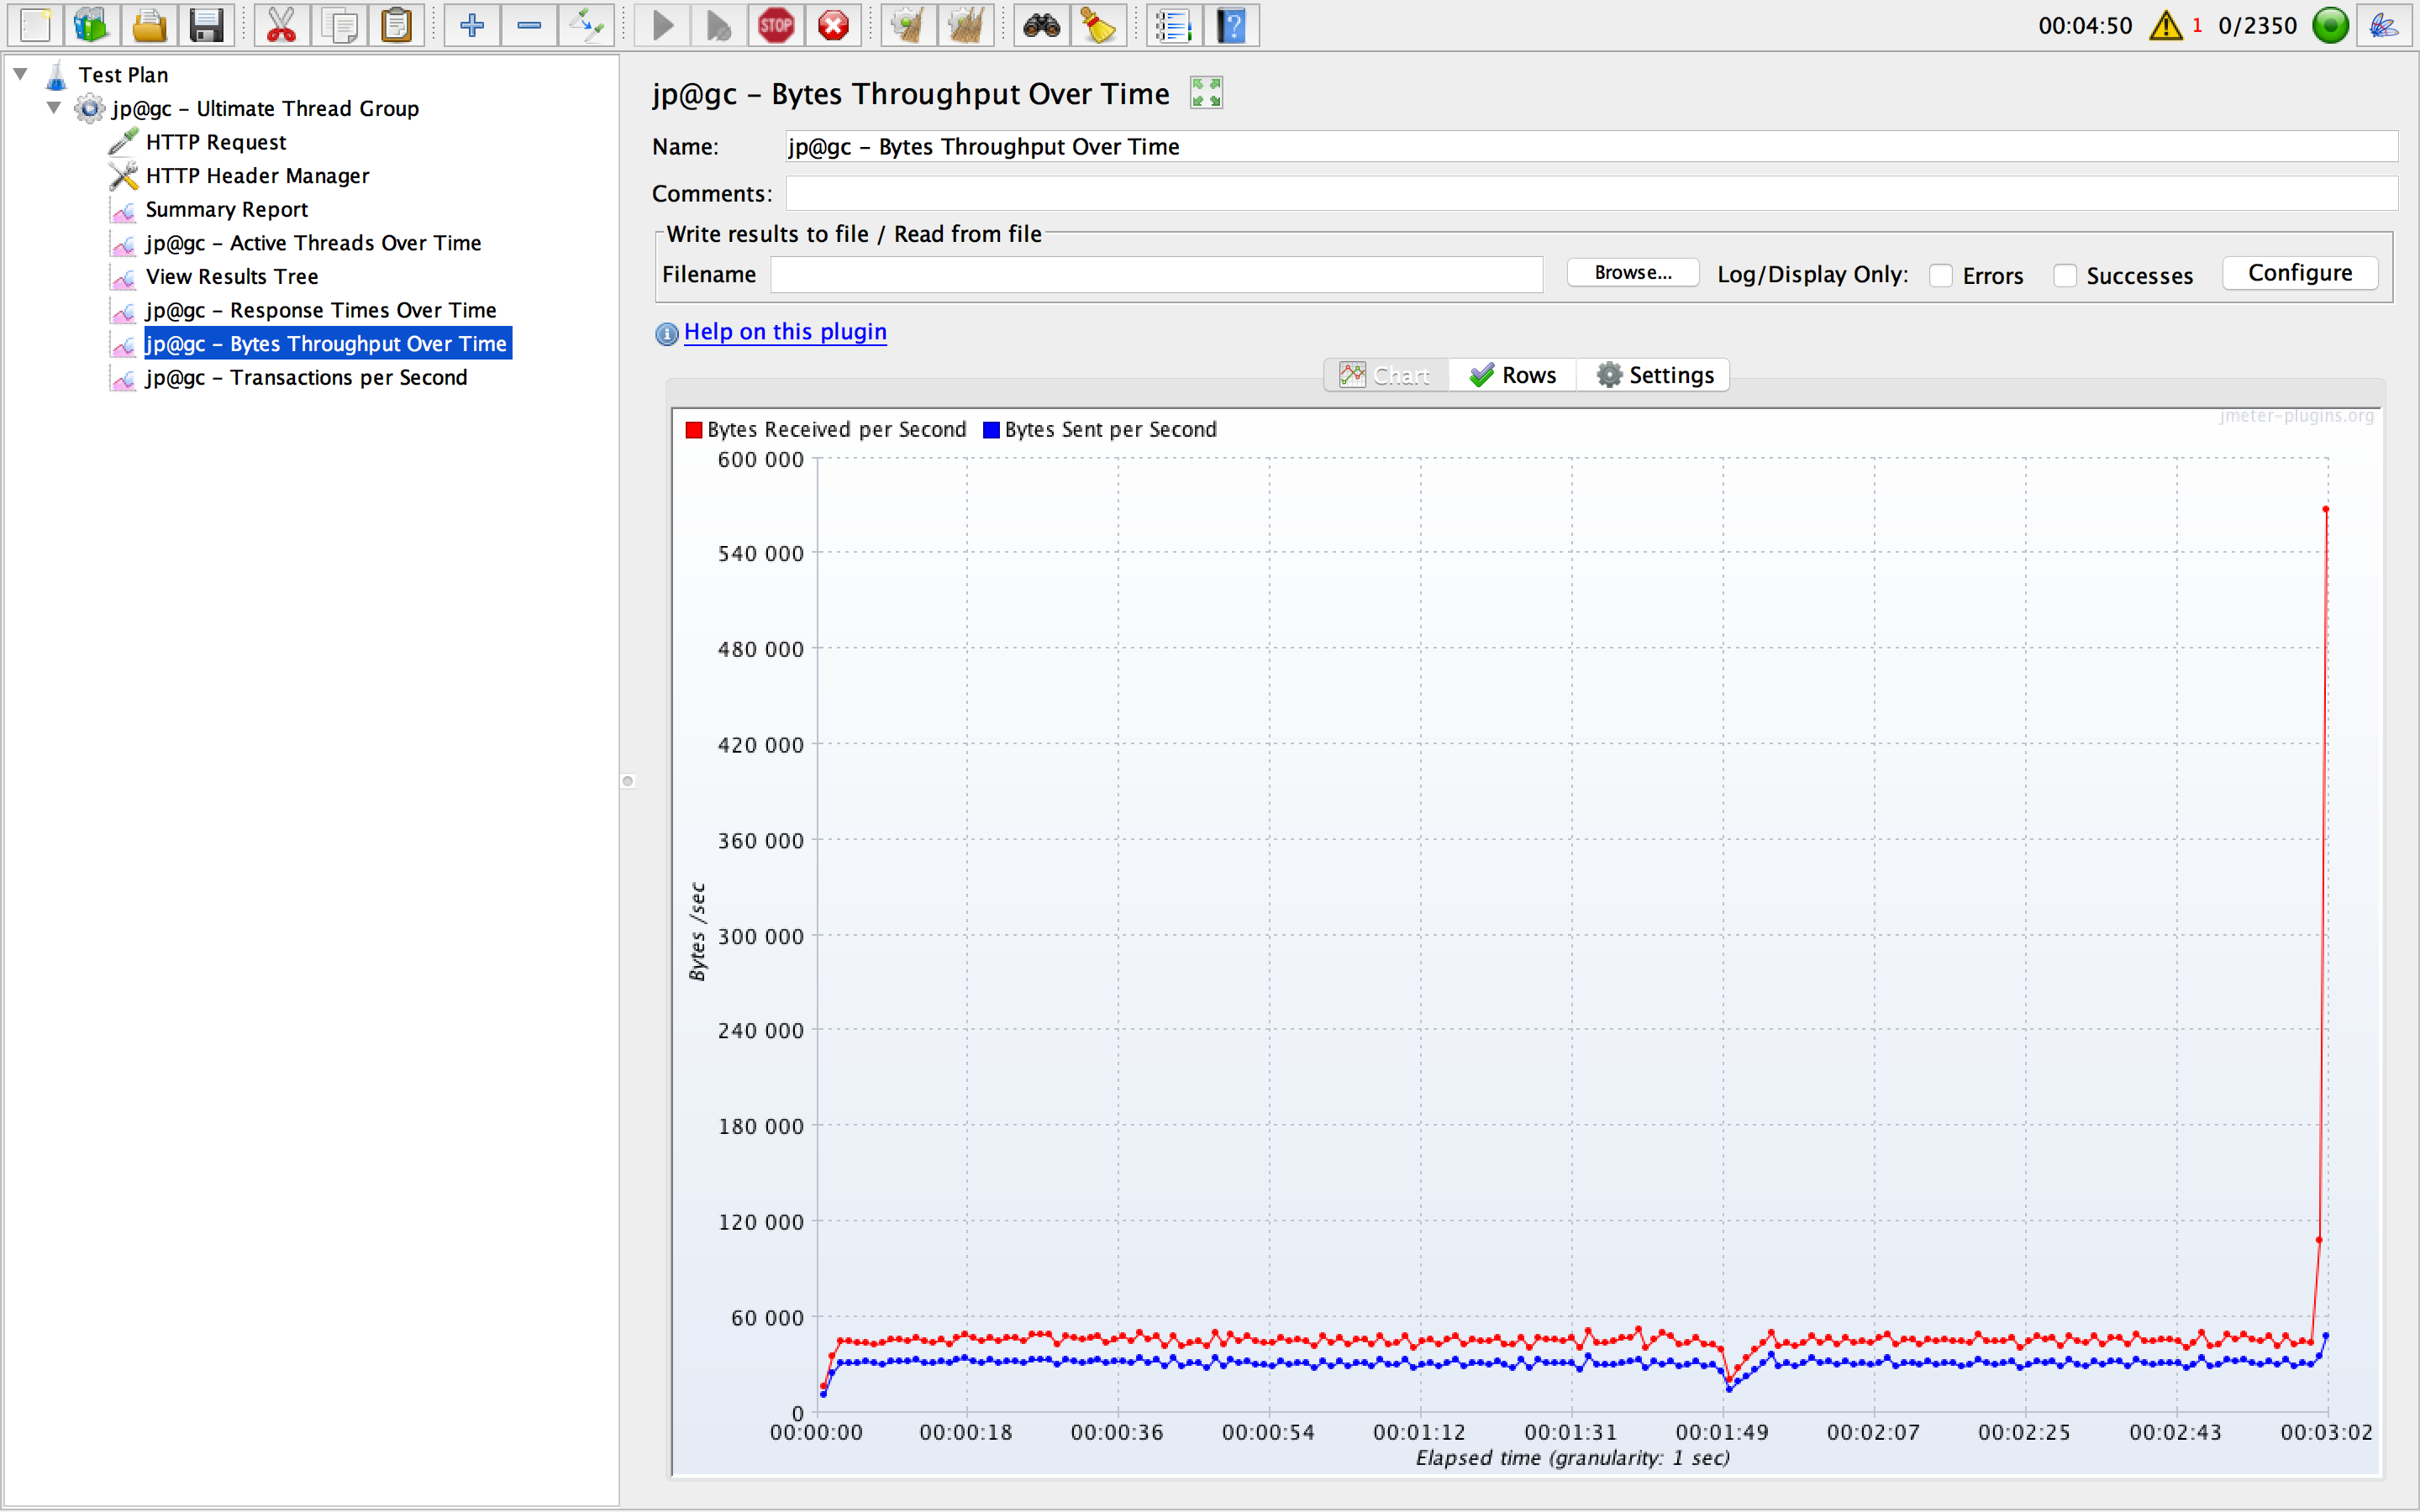 STOP
00:04:50 1 0/2350
Test Plan
jp@gc – Ultimate Thread Group
HTTP Request
HTTP Header Manager
Summary Report
jp@gc – Active Threads Over Time
View Results Tree
jp@gc – Response Times Over Time
jp@gc – Bytes Throughput Over Time
jp@gc – Transactions per Second
jp@gc – Bytes Throughput Over Time
Name: jp@gc – Bytes Throughput Over Time
Comments:
Write results to file / Read from file
Filename Browse... Log/Display Only: Errors Successes Configure
Help on this plugin
Chart Rows Settings
jmeter-plugins.org
Bytes Received per Second Bytes Sent per Second
600 000
540 000
480 000
420 000
360 000
300 000
240 000
180 000
120 000
60 000
0
Bytes /sec
00:00:00 00:00:18 00:00:36 00:00:54 00:01:12 00:01:31 00:01:49 00:02:07 00:02:25 00:02:43 00:03:02
Elapsed time (granularity: 1 sec)